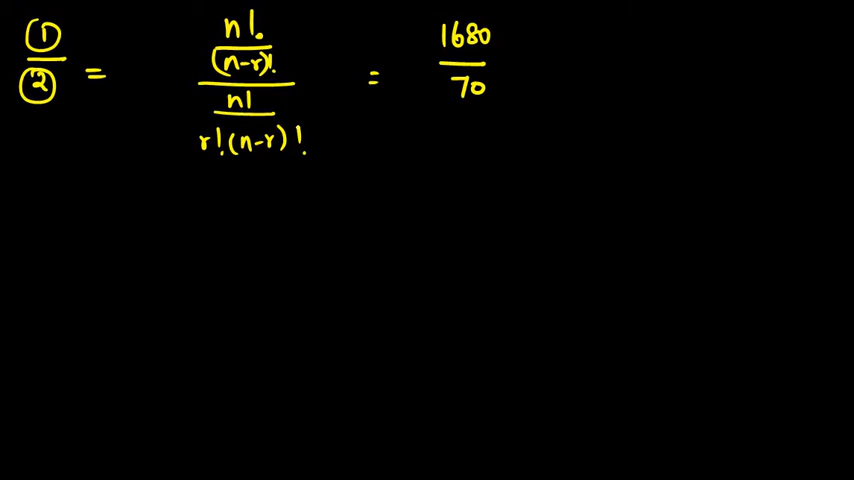 ① n!. 1680
② = (n-r)! = 70
n!
r!(n-r)!